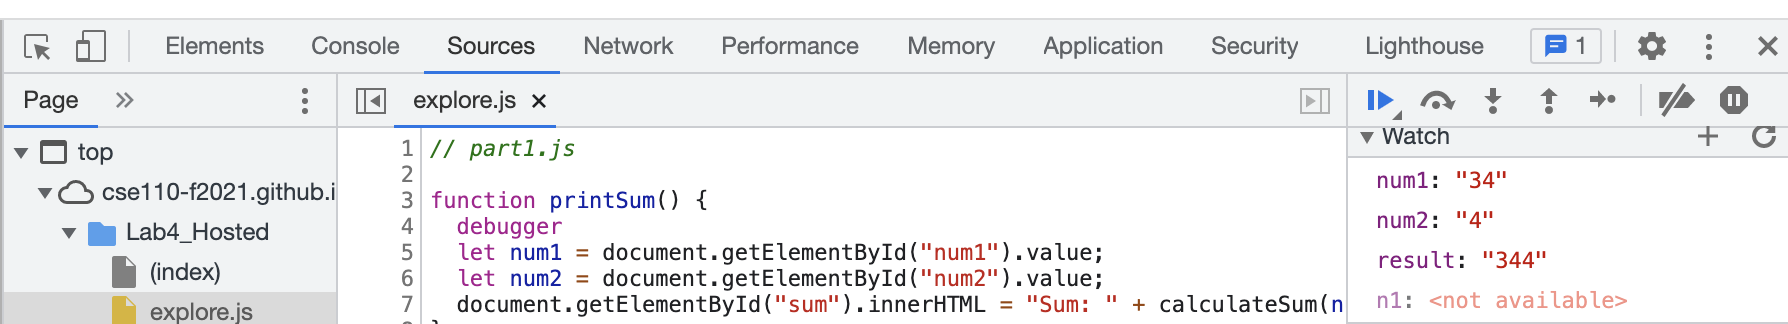 Elements Console Sources Network Performance Memory Application Security Lighthouse 1
Page
explore.js
top
cse110-f2021.github.i
Lab4_Hosted
(index)
explore.js
1 // part1.js
2
3 function printSum() {
4 debugger
5 let num1 = document.getElementById("num1").value;
6 let num2 = document.getElementById("num2").value;
7 document.getElementById("sum").innerHTML = "Sum: " + calculateSum(n
Watch
num1: "34"
num2: "4"
result: "344"
n1: <not available>